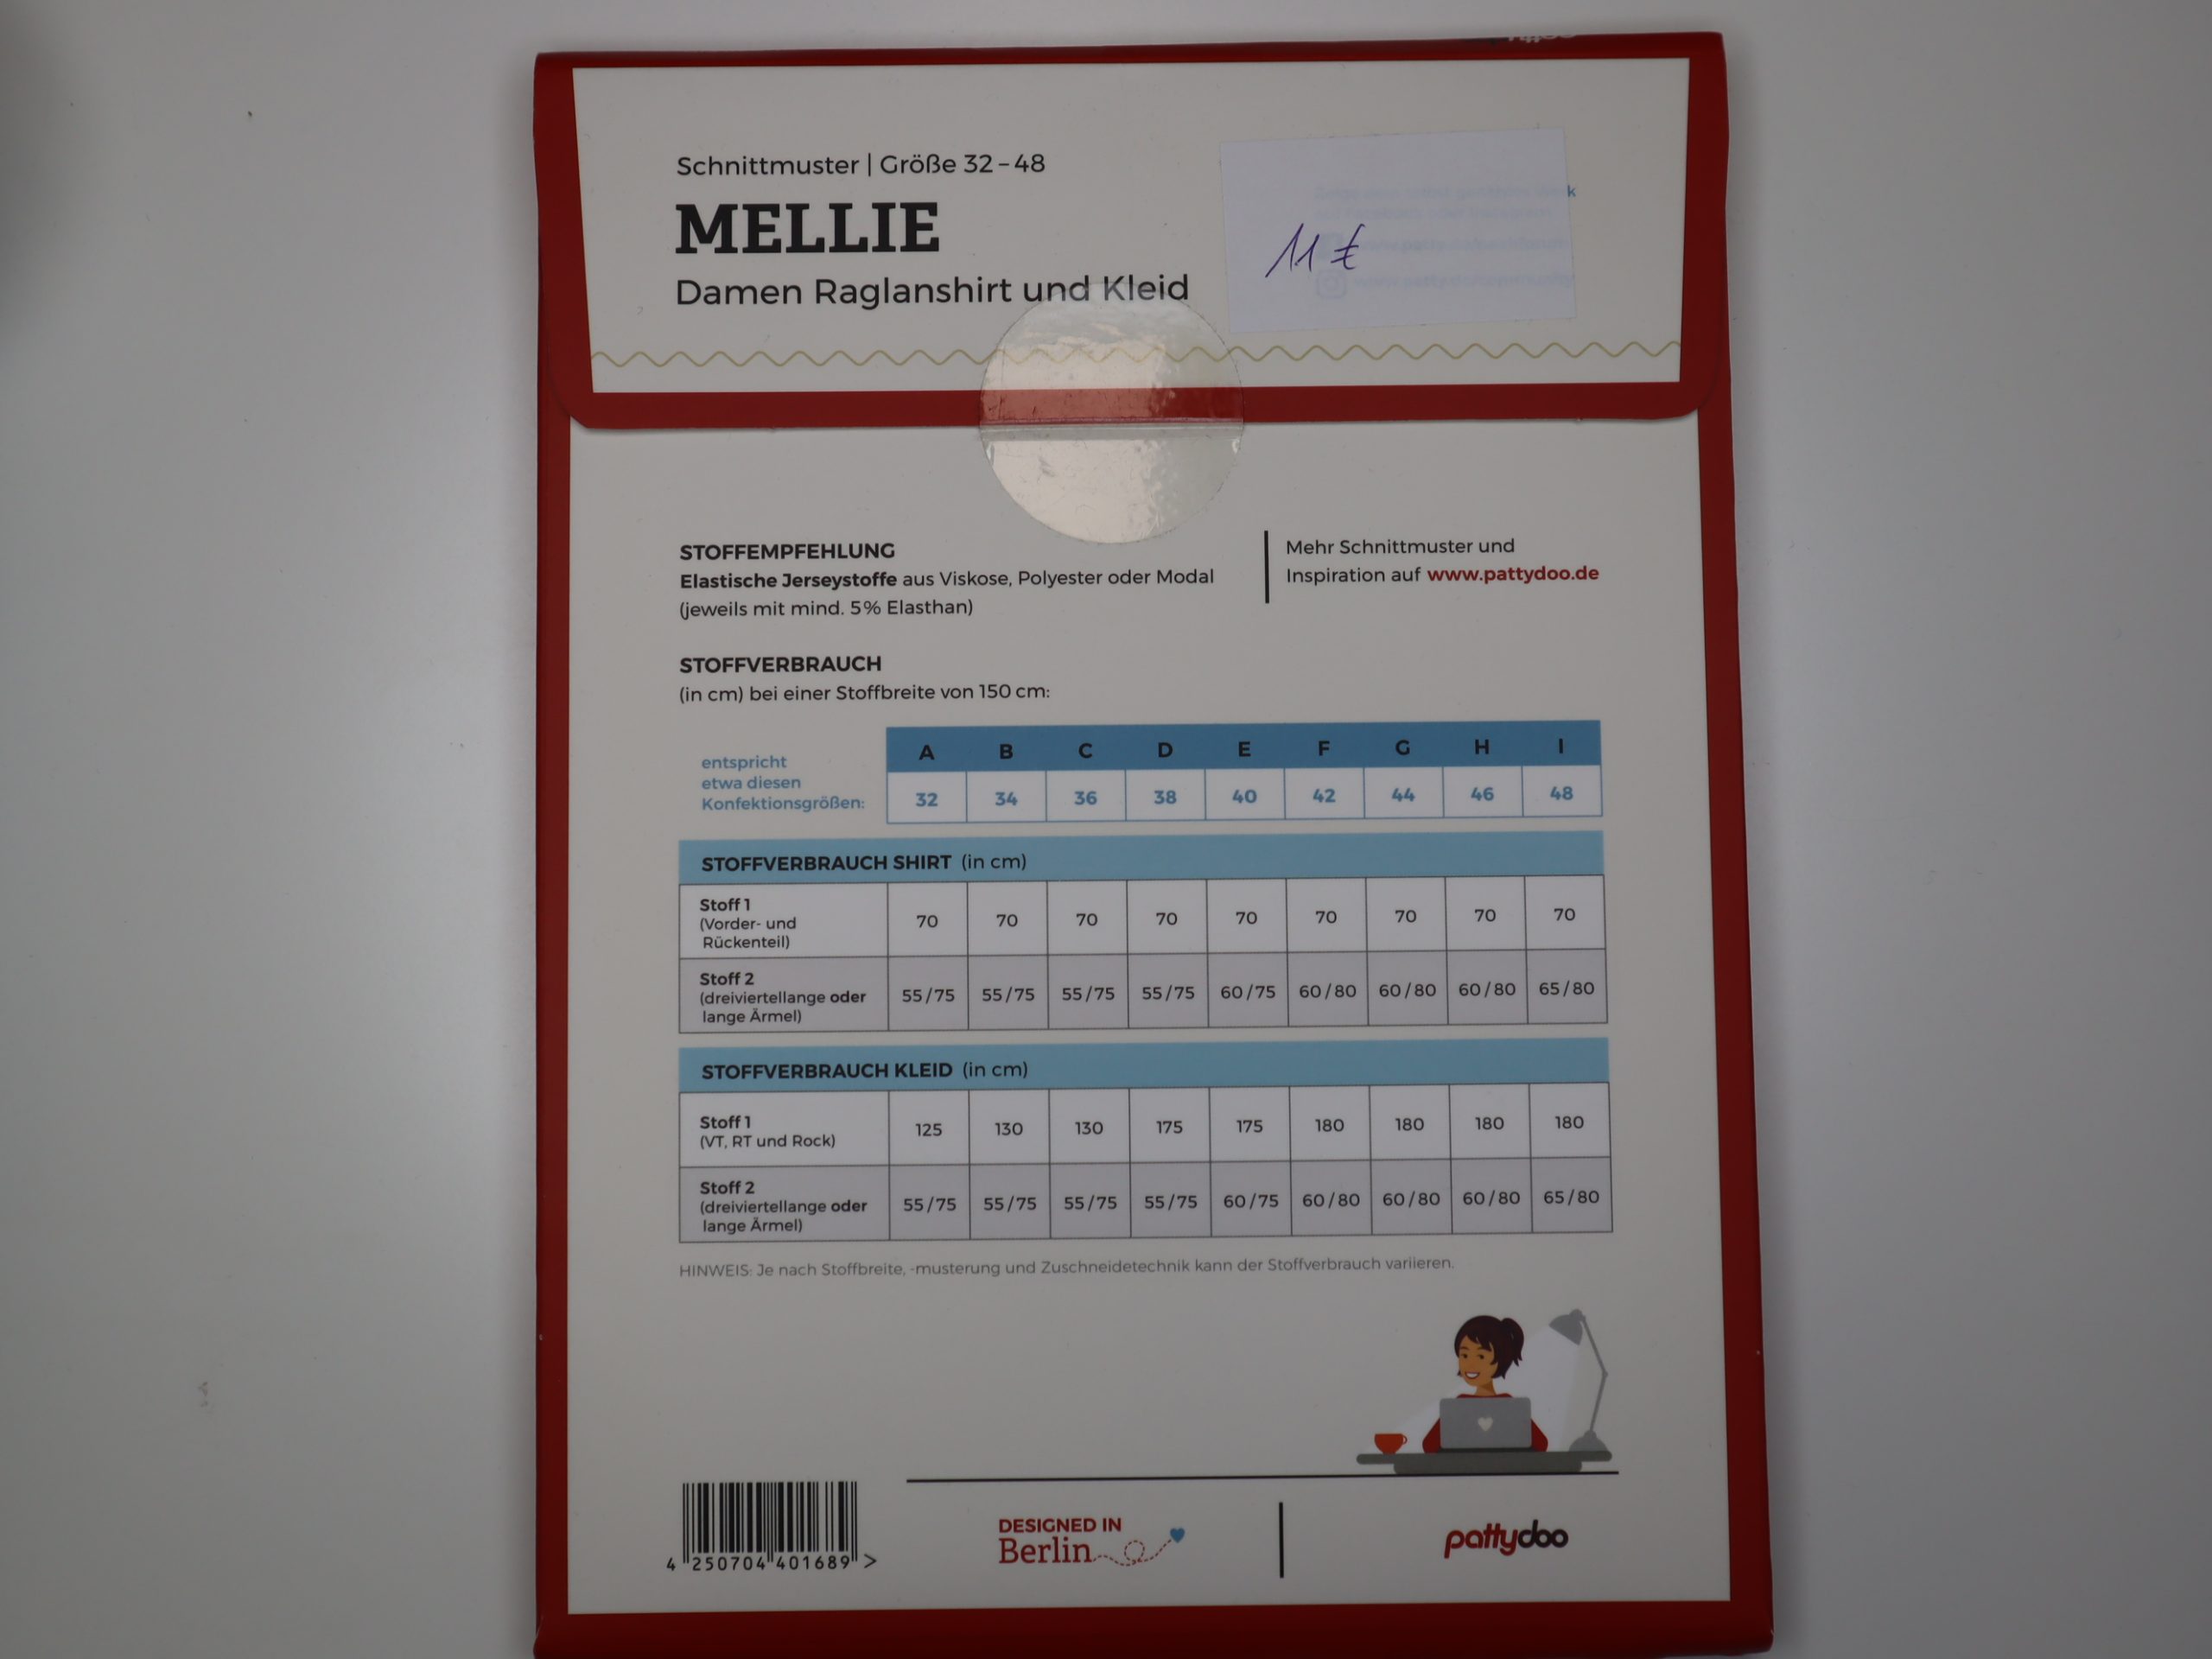 Schnittmuster | Größe 32 – 48
MELLIE
Damen Raglanshirt und Kleid
11 €
STOFFEMPFEHLUNG
Elastische Jerseystoffe aus Viskose, Polyester oder Modal
(jeweils mit mind. 5% Elasthan)
Mehr Schnittmuster und
Inspiration auf www.pattydoo.de
STOFFVERBRAUCH
(in cm) bei einer Stoffbreite von 150 cm:
A B C D E F G H I
entspricht
etwa diesen
Konfektionsgrößen:
32 34 36 38 40 42 44 46 48
STOFFVERBRAUCH SHIRT (in cm)
Stoff 1
(Vorder- und
Rückenteil)
70 70 70 70 70 70 70 70 70
Stoff 2
(dreiviertellange oder
lange Ärmel)
55/75 55/75 55/75 55/75 60/75 60/80 60/80 60/80 65/80
STOFFVERBRAUCH KLEID (in cm)
Stoff 1
(VT, RT und Rock)
125 130 130 175 175 180 180 180 180
Stoff 2
(dreiviertellange oder
lange Ärmel)
55/75 55/75 55/75 55/75 60/75 60/80 60/80 60/80 65/80
HINWEIS: Je nach Stoffbreite, -musterung und Zuschneidetechnik kann der Stoffverbrauch variieren.
4 250704 401689 >
DESIGNED IN
Berlin
pattydoo